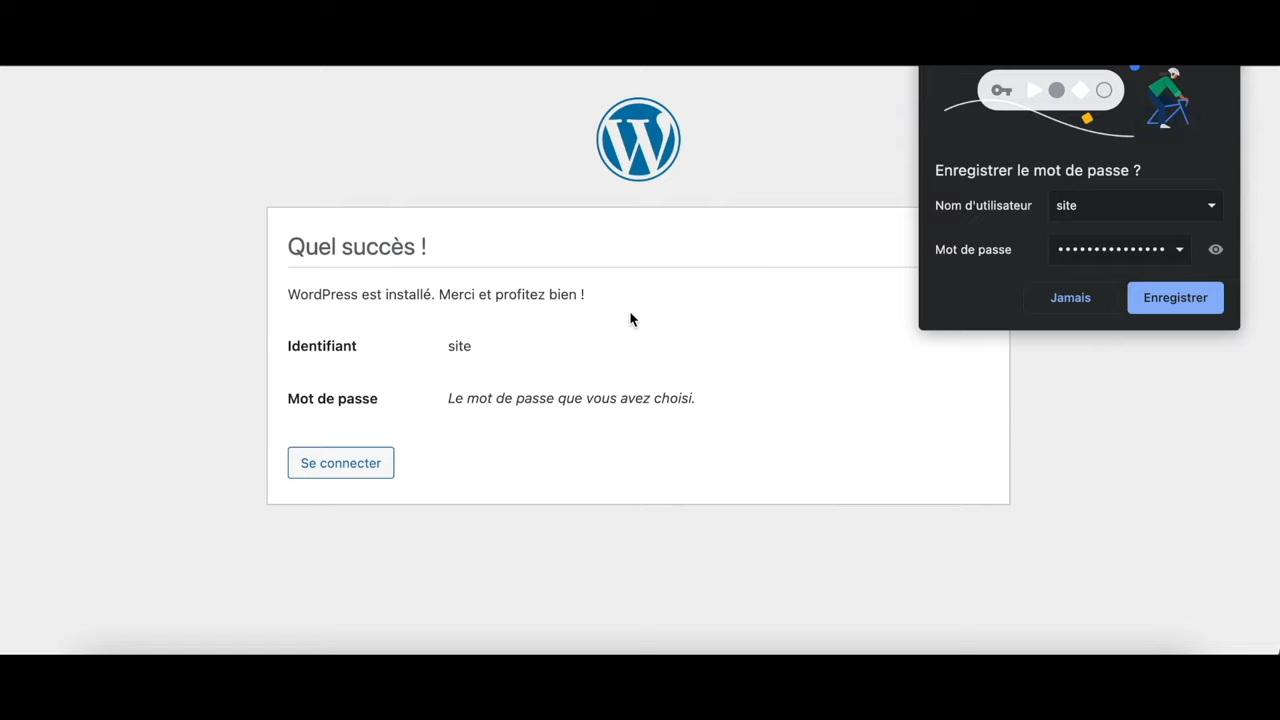 Enregistrer le mot de passe ?
Nom d'utilisateur site
Mot de passe •••••••••••••••
Jamais Enregistrer
Quel succès !
WordPress est installé. Merci et profitez bien !
Identifiant site
Mot de passe Le mot de passe que vous avez choisi.
Se connecter